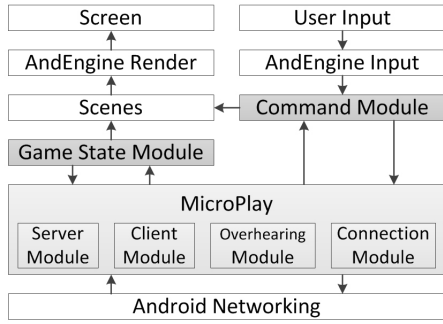 Screen
User Input
AndEngine Render
AndEngine Input
Scenes
Command Module
Game State Module
MicroPlay
Server
Module
Client
Module
Overhearing
Module
Connection
Module
Android Networking